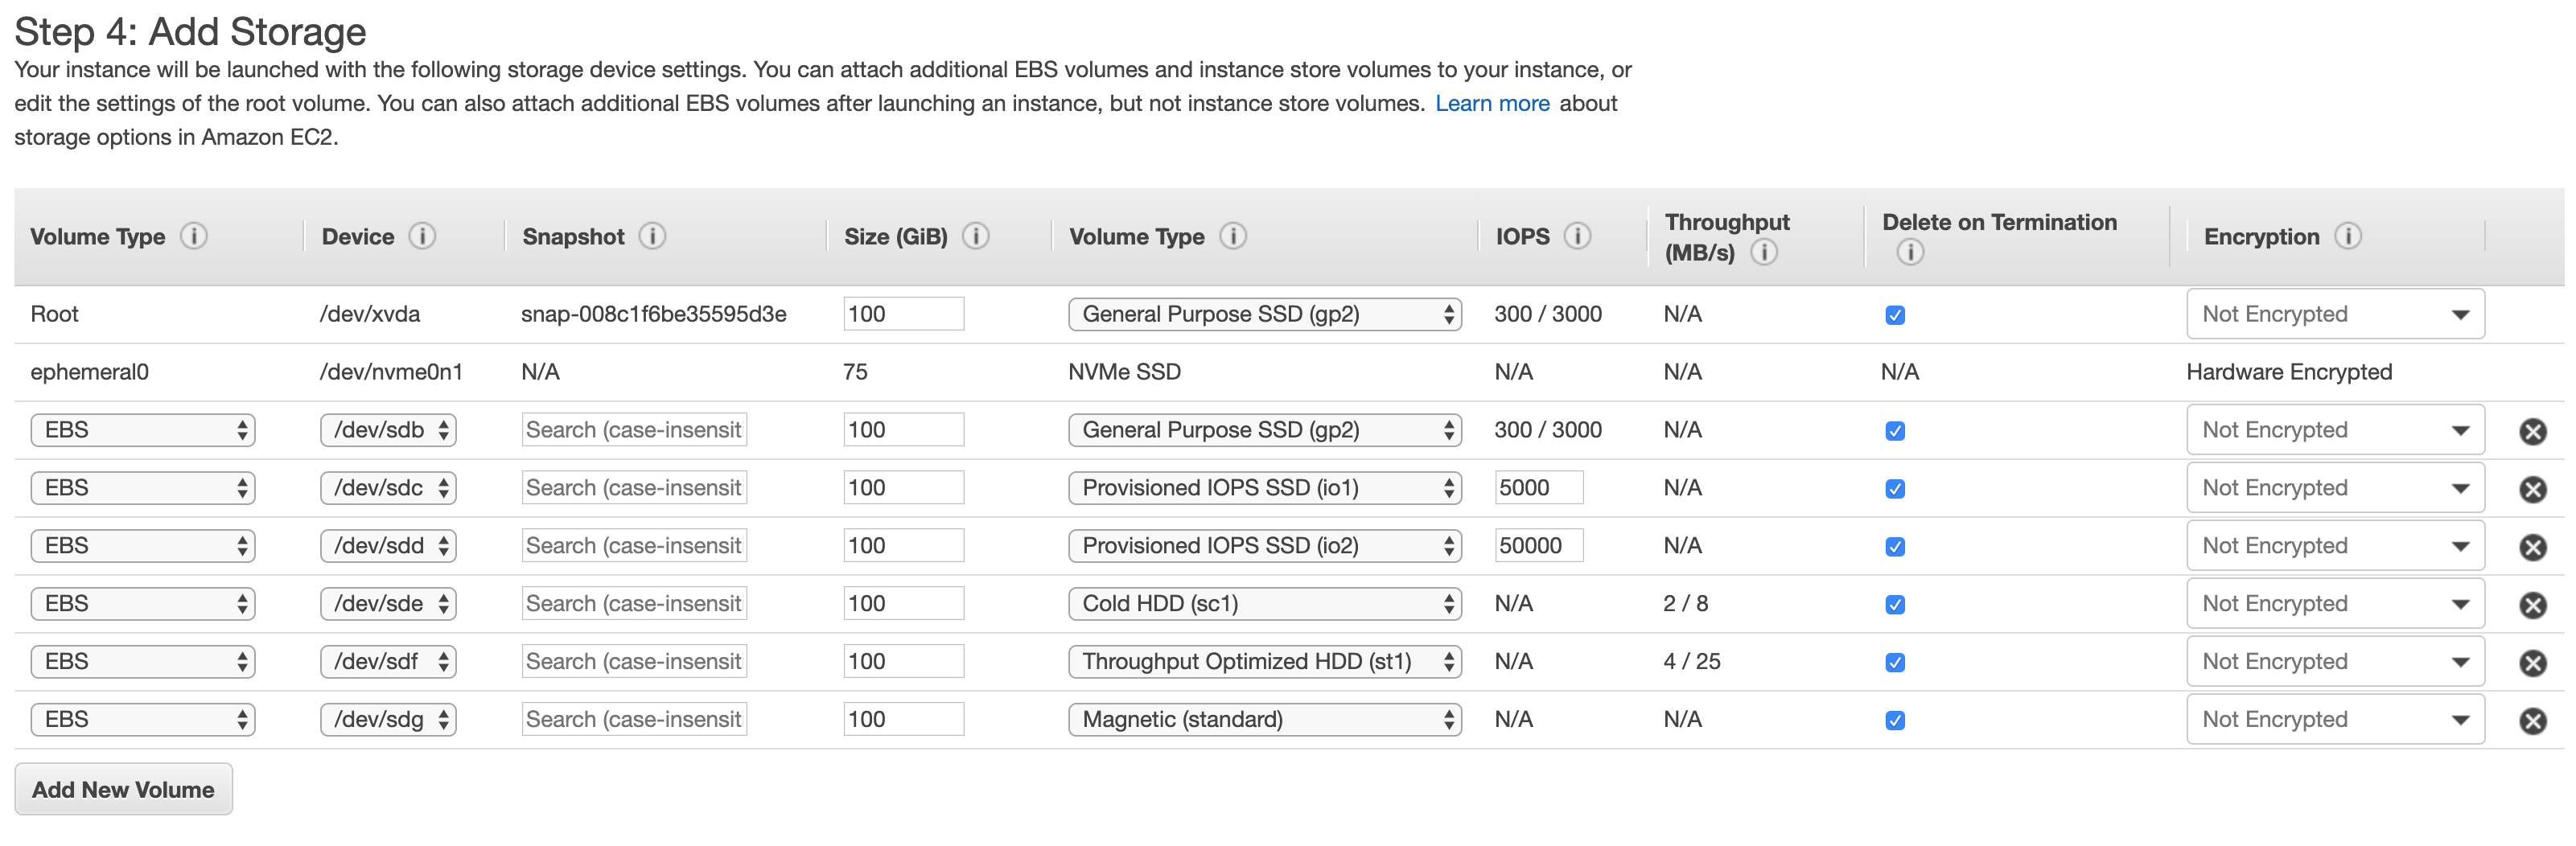 Step 4: Add Storage
Your instance will be launched with the following storage device settings. You can attach additional EBS volumes and instance store volumes to your instance, or
edit the settings of the root volume. You can also attach additional EBS volumes after launching an instance, but not instance store volumes. Learn more about
storage options in Amazon EC2.
Volume Type Device Snapshot Size (GiB) Volume Type IOPS Throughput (MB/s) Delete on Termination Encryption
Root /dev/xvda snap-008c1f6be35595d3e 100 General Purpose SSD (gp2) 300 / 3000 N/A Not Encrypted
ephemeral0 /dev/nvme0n1 N/A 75 NVMe SSD N/A N/A N/A Hardware Encrypted
EBS /dev/sdb Search (case-insensit 100 General Purpose SSD (gp2) 300 / 3000 N/A Not Encrypted
EBS /dev/sdc Search (case-insensit 100 Provisioned IOPS SSD (io1) 5000 N/A Not Encrypted
EBS /dev/sdd Search (case-insensit 100 Provisioned IOPS SSD (io2) 50000 N/A Not Encrypted
EBS /dev/sde Search (case-insensit 100 Cold HDD (sc1) N/A 2 / 8 Not Encrypted
EBS /dev/sdf Search (case-insensit 100 Throughput Optimized HDD (st1) N/A 4 / 25 Not Encrypted
EBS /dev/sdg Search (case-insensit 100 Magnetic (standard) N/A N/A Not Encrypted
Add New Volume